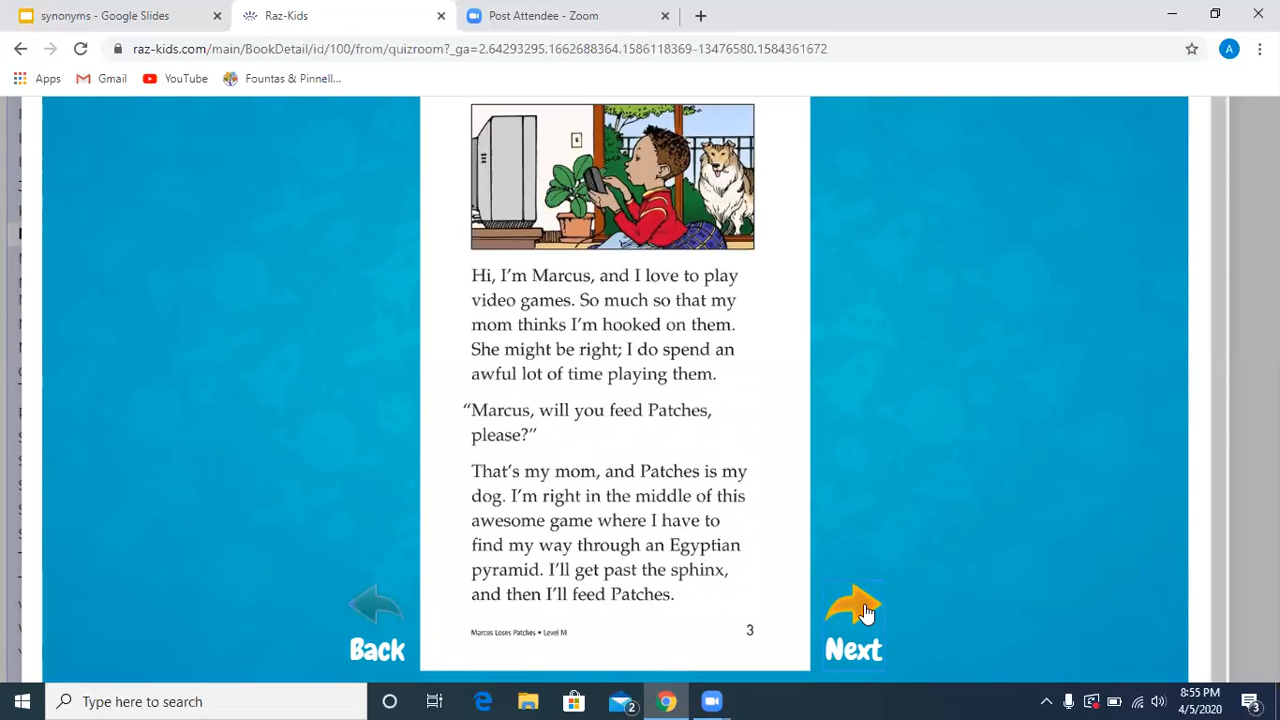 synonyms - Google Slides
Raz-Kids
Post Attendee - Zoom
raz-kids.com/main/BookDetail/id/100/from/quizroom?_ga=2.64293295.1662688364.1586118369-13476580.1584361672
A
Apps
Gmail
YouTube
Fountas & Pinnell...
Hi, I'm Marcus, and I love to play
video games. So much so that my
mom thinks I'm hooked on them.
She might be right; I do spend an
awful lot of time playing them.
"Marcus, will you feed Patches,
please?"
That's my mom, and Patches is my
dog. I'm right in the middle of this
awesome game where I have to
find my way through an Egyptian
pyramid. I'll get past the sphinx,
and then I'll feed Patches.
Marcus Loses Patches • Level M
3
Back
Next
Type here to search
2
8:55 PM
4/5/2020
3